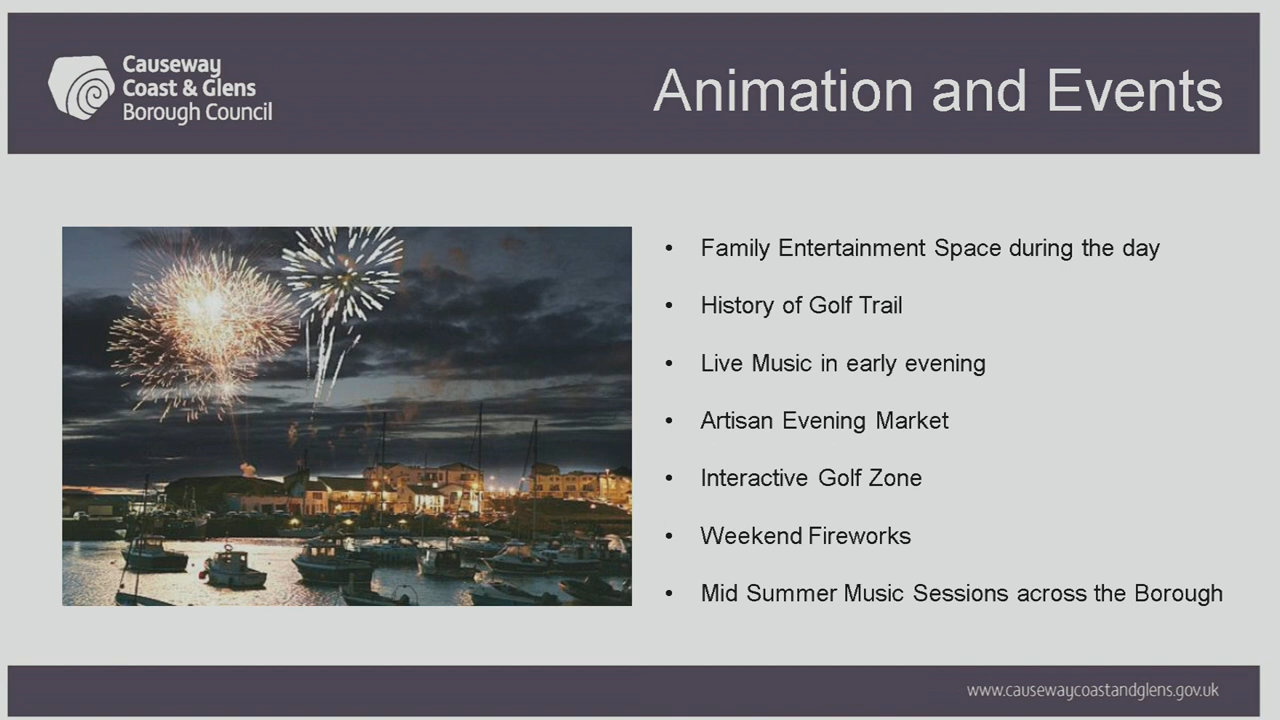 Causeway
Coast & Glens
Borough Council
Animation and Events
• Family Entertainment Space during the day
• History of Golf Trail
• Live Music in early evening
• Artisan Evening Market
• Interactive Golf Zone
• Weekend Fireworks
• Mid Summer Music Sessions across the Borough
www.causewaycoastandglens.gov.uk